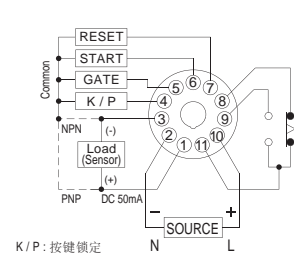 RESET
START
GATE
K / P
Common
5 6 7
4 8
3 9
2 10
1 11
NPN
(-)
Load
(Sensor)
(+)
PNP
DC 50mA
− +
SOURCE
N L
K / P : 按键锁定